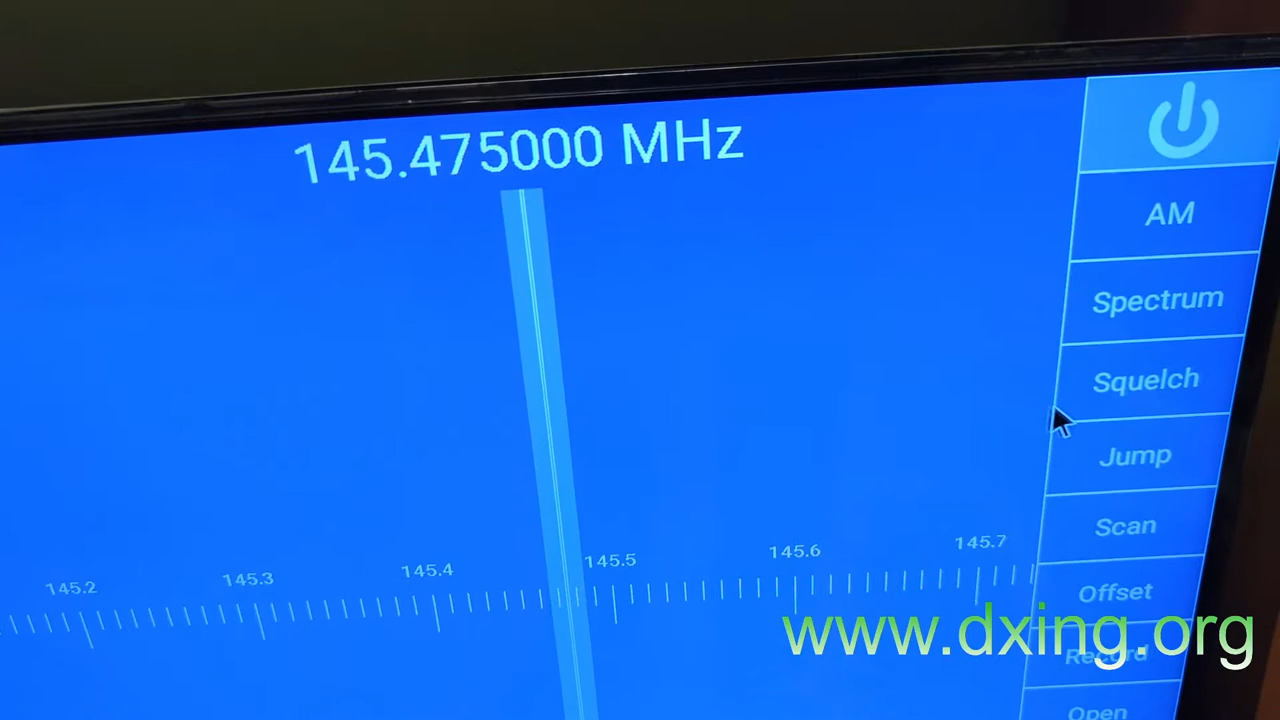 145.475000 MHz
AM
Spectrum
Squelch
Jump
Scan
Offset
Record
Open
145.2
145.3
145.4
145.5
145.6
145.7
www.dxing.org